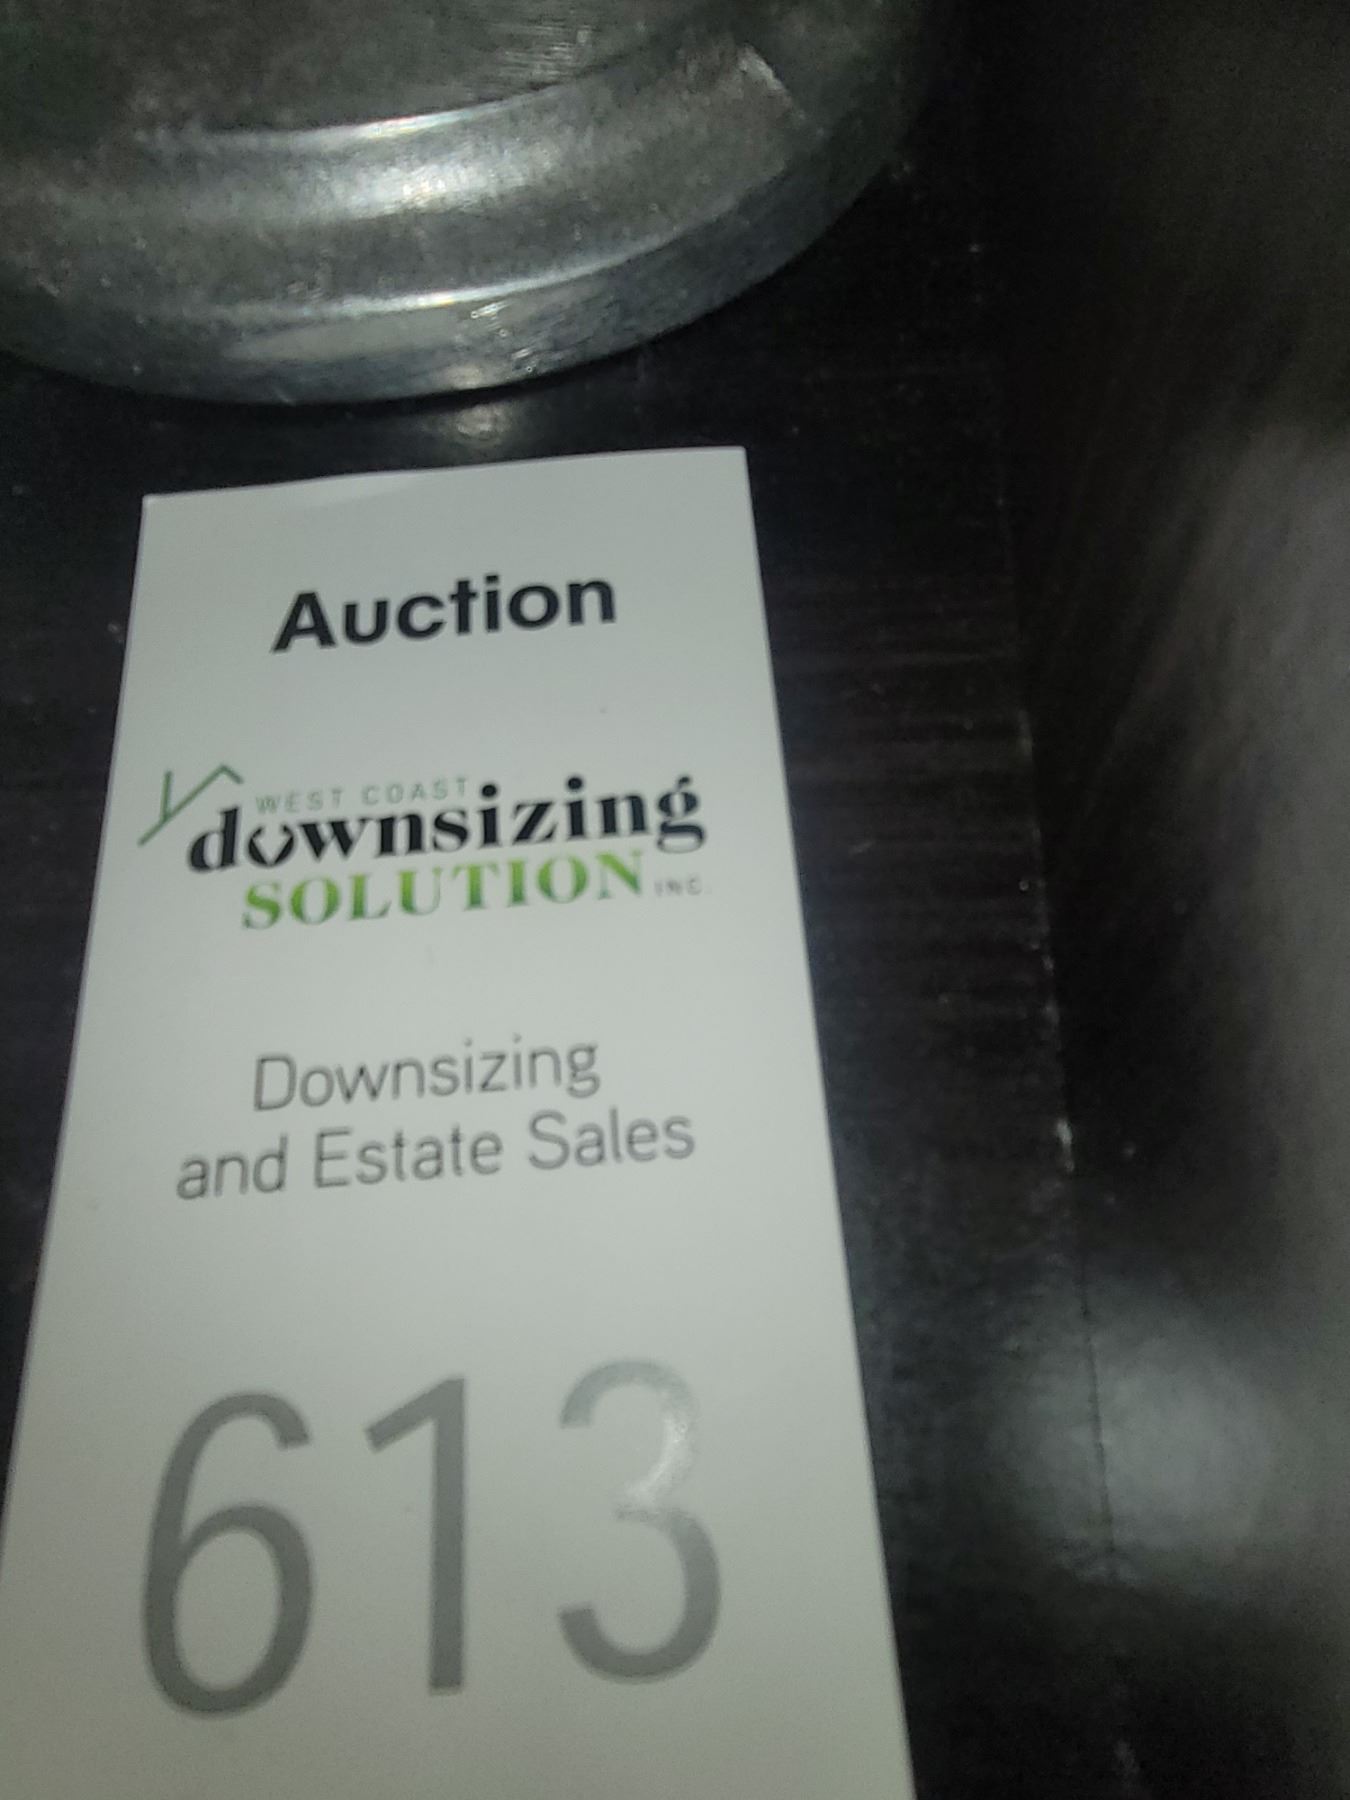 Auction
WEST COAST
downsizing
SOLUTION INC.
Downsizing
and Estate Sales
613